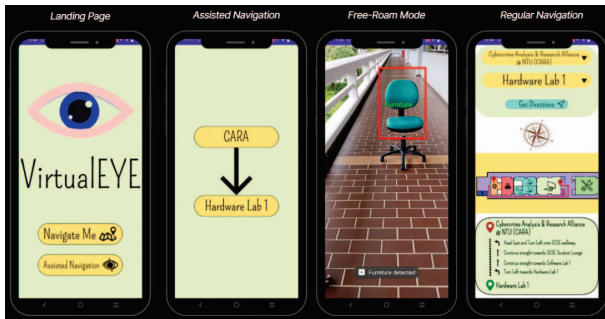 Landing Page
Assisted Navigation
Free-Roam Mode
Regular Navigation
VirtualEYE
Navigate Me
Assisted Navigation
CARA
Hardware Lab 1
Furniture
Furniture detected
Cybercrime Analysis & Research Alliance
@ NTU (CARA)
Hardware Lab 1
Get Directions
Cybercrime Analysis & Research Alliance
@ NTU (CARA)
Head East and Turn Left onto SCSE walkway
Continue straight towards SCSE Student Lounge
Continue straight towards Software Lab 1
Turn Left towards Hardware Lab 1
Hardware Lab 1